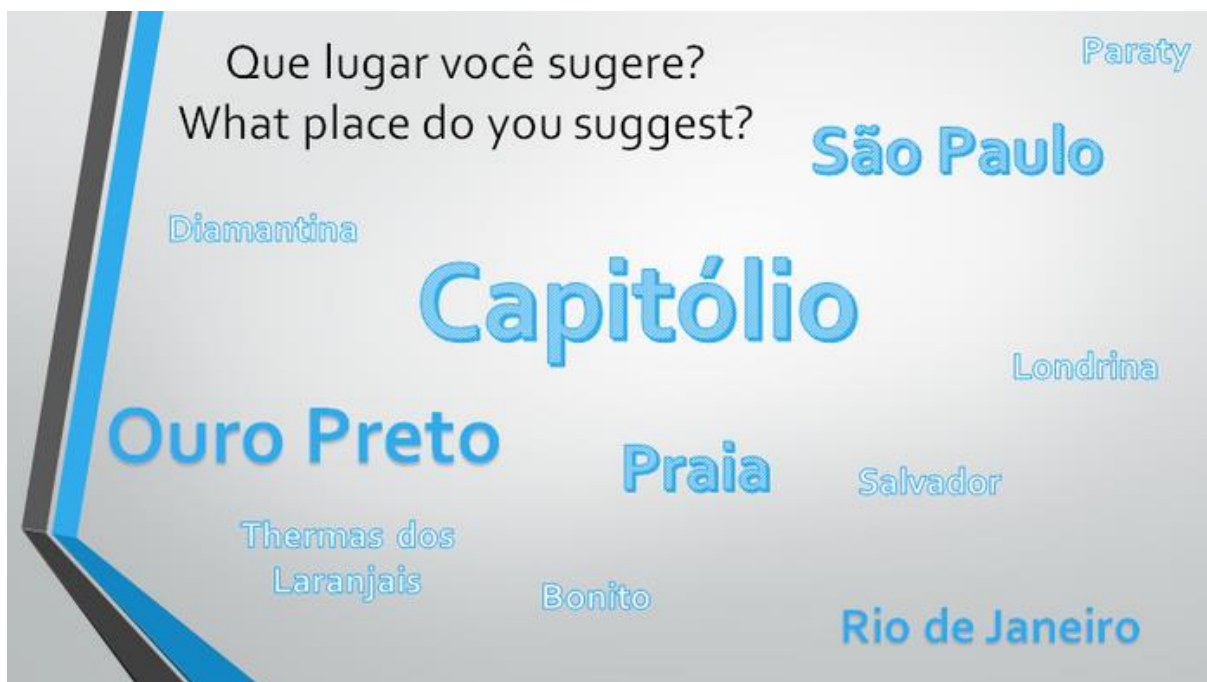 Que lugar você sugere?
What place do you suggest?
Paraty
São Paulo
Diamantina
Capitólio
Londrina
Ouro Preto
Praia
Salvador
Thermas dos
Laranjais
Bonito
Rio de Janeiro